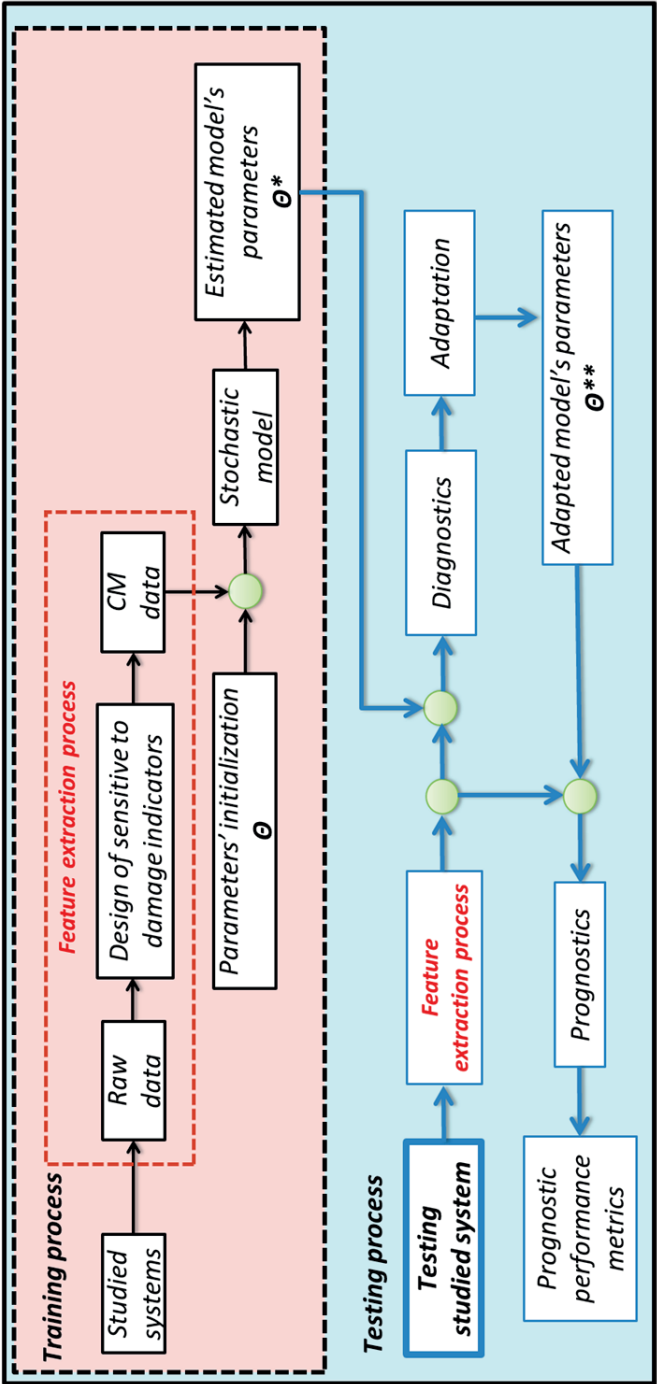 Training process
Feature extraction process
Studied
systems
Raw
data
Design of sensitive to
damage indicators
CM
data
Parameters' initialization
Θ
Stochastic
model
Estimated model's
parameters
Θ*
Testing process
Testing
studied system
Feature
extraction process
Diagnostics
Adaptation
Adapted model's parameters
Θ**
Prognostics
Prognostic
performance
metrics